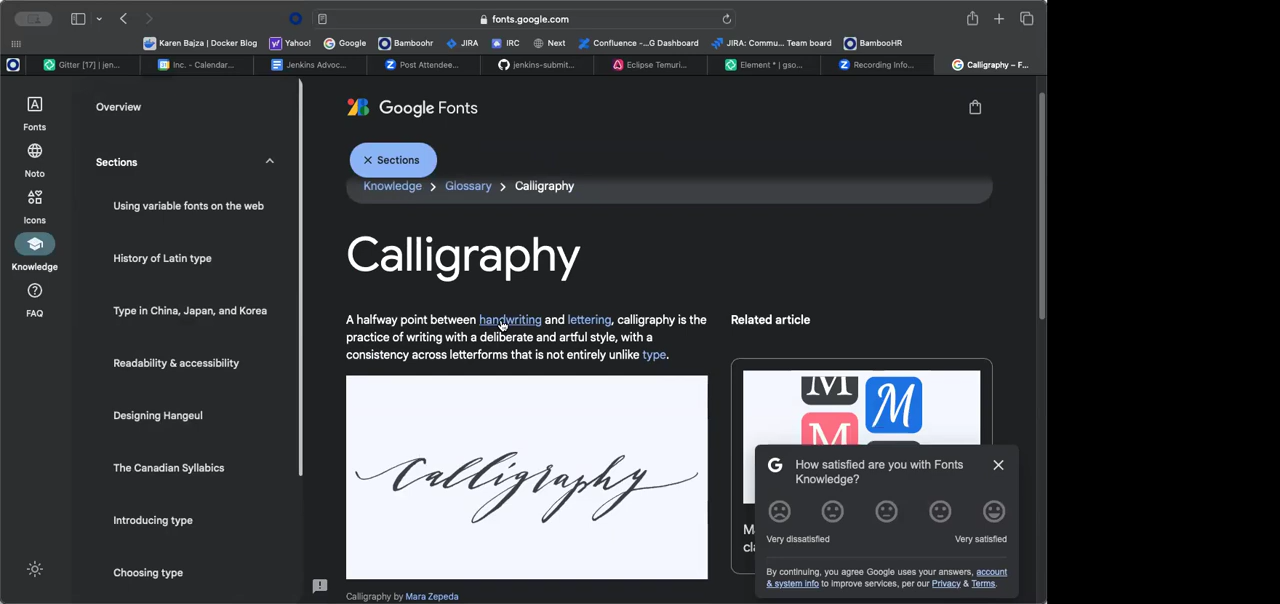 fonts.google.com
Karen Bajza | Docker Blog
Yahoo!
Google
Bamboohr
JIRA
IRC
Next
Confluence ...G Dashboard
JIRA: Commu... Team board
BambooHR
Gitter [17] | jen...
Inc. - Calendar...
Jenkins Advoc...
Post Attendee...
jenkins-submit...
Eclipse Temuri...
Element * | gso...
Recording Info...
Calligraphy – F...
Fonts
Noto
Icons
Knowledge
FAQ
Overview
Sections
Using variable fonts on the web
History of Latin type
Type in China, Japan, and Korea
Readability & accessibility
Designing Hangeul
The Canadian Syllabics
Introducing type
Choosing type
Google Fonts
× Sections
Knowledge > Glossary > Calligraphy
Calligraphy
A halfway point between handwriting and lettering, calligraphy is the
practice of writing with a deliberate and artful style, with a
consistency across letterforms that is not entirely unlike type.
Calligraphy
Calligraphy by Mara Zepeda
Related article
M
M
M
How satisfied are you with Fonts
Knowledge?
Very dissatisfied
Very satisfied
By continuing, you agree Google uses your answers, account
& system info to improve services, per our Privacy & Terms.